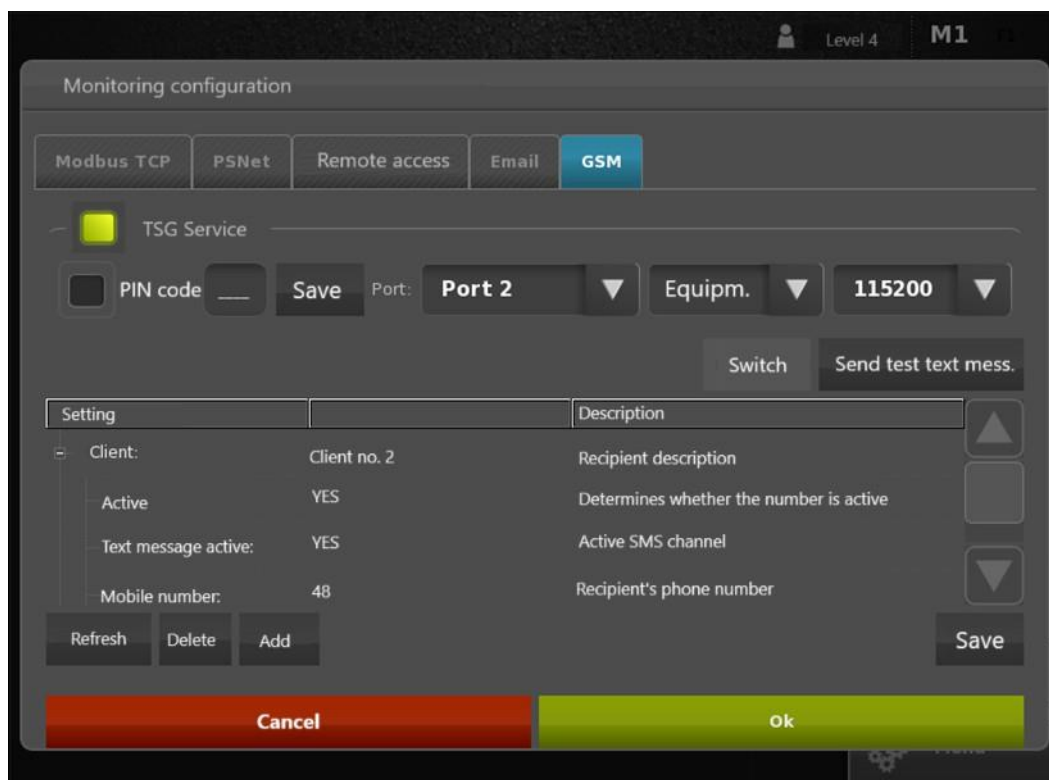 Level 4 M1
Monitoring configuration
Modbus TCP PSNet Remote access Email GSM
TSG Service
PIN code ___ Save Port: Port 2 Equipm. 115200
Switch Send test text mess.
Setting Description
Client: Client no. 2 Recipient description
Active YES Determines whether the number is active
Text message active: YES Active SMS channel
Mobile number: 48 Recipient's phone number
Refresh Delete Add Save
Cancel Ok